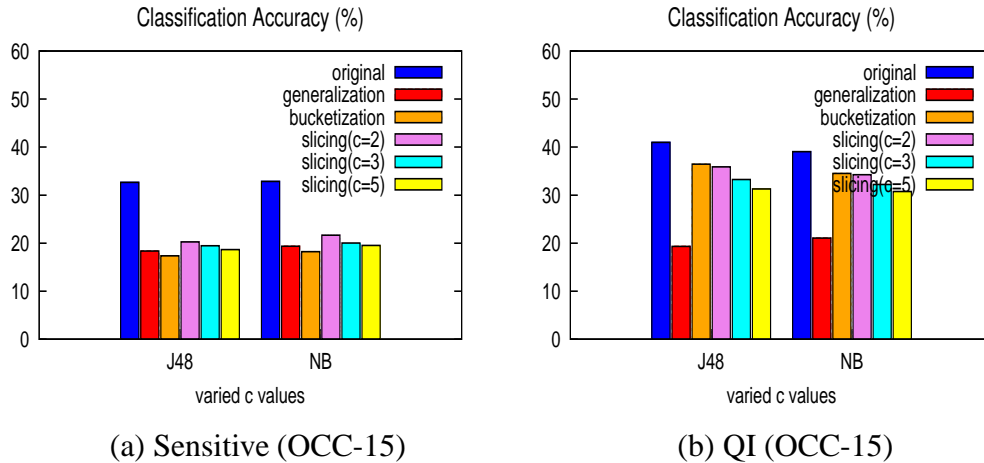 Classification Accuracy (%)
60
50
40
30
20
10
0
original
generalization
bucketization
slicing(c=2)
slicing(c=3)
slicing(c=5)
J48 NB
varied c values
(a) Sensitive (OCC-15)
Classification Accuracy (%)
60
50
40
30
20
10
0
original
generalization
bucketization
slicing(c=2)
slicing(c=3)
slicing(c=5)
J48 NB
varied c values
(b) QI (OCC-15)